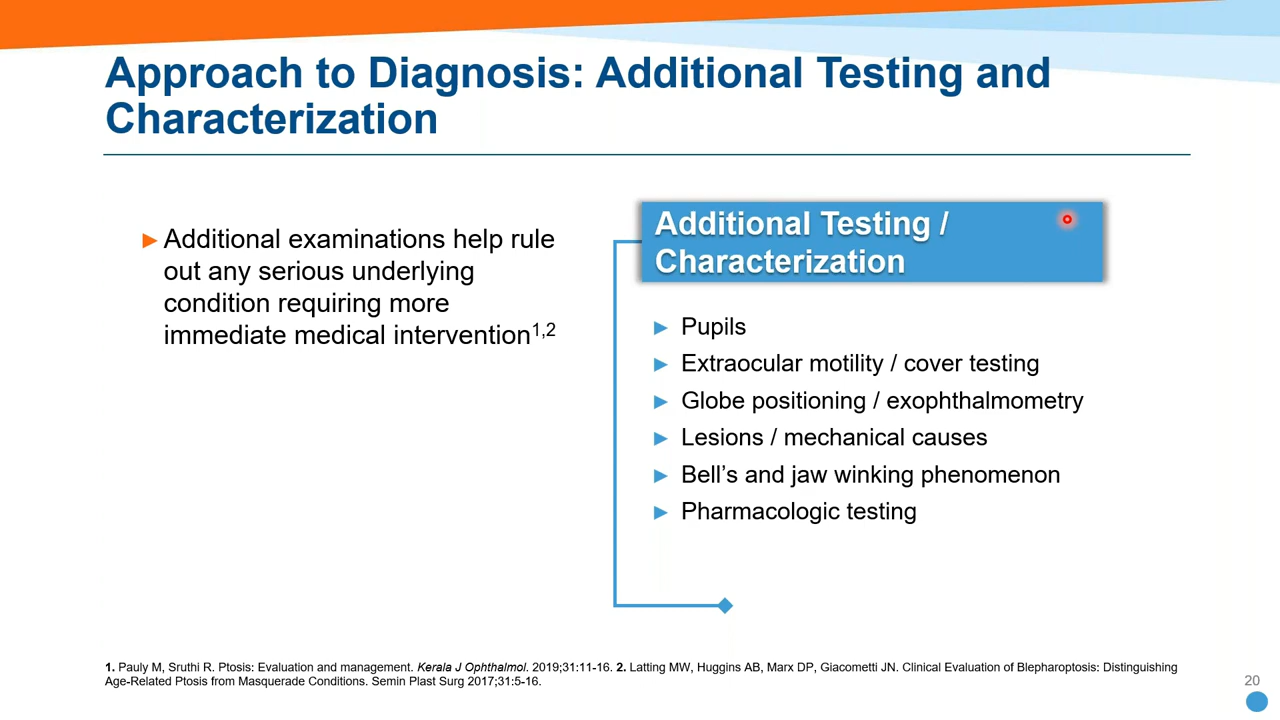 Approach to Diagnosis: Additional Testing and
Characterization
►Additional examinations help rule
out any serious underlying
condition requiring more
immediate medical intervention1,2
Additional Testing /
Characterization
► Pupils
► Extraocular motility / cover testing
► Globe positioning / exophthalmometry
► Lesions / mechanical causes
► Bell’s and jaw winking phenomenon
► Pharmacologic testing
1. Pauly M, Sruthi R. Ptosis: Evaluation and management. Kerala J Ophthalmol. 2019;31:11-16. 2. Latting MW, Huggins AB, Marx DP, Giacometti JN. Clinical Evaluation of Blepharoptosis: Distinguishing
Age-Related Ptosis from Masquerade Conditions. Semin Plast Surg 2017;31:5-16.
20